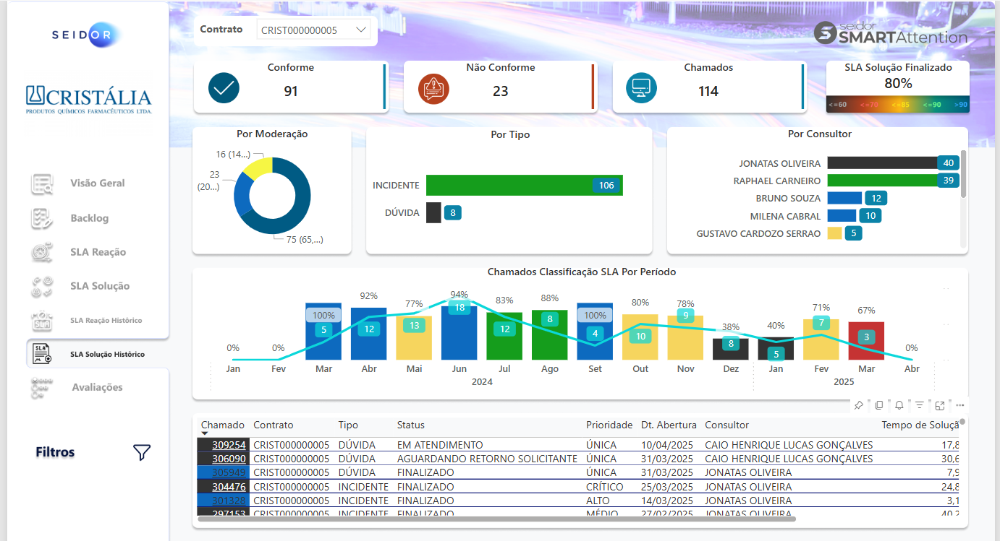 SEIDOR
CRISTÁLIA
PRODUTOS QUÍMICOS FARMACÊUTICOS LTDA.
Visão Geral
Backlog
SLA Reação
SLA Solução
SLA Reação Histórico
SLA Solução Histórico
Avaliações
Filtros
Contrato
CRIST000000005
seidor
SMARTAttention
Conforme
91
Não Conforme
23
Chamados
114
SLA Solução Finalizado
80%
<=60 <=70 <=85 <=90 >90
Por Moderação
16 (14...)
23
(20...)
75 (65,...)
Por Tipo
INCIDENTE 106
DÚVIDA 8
Por Consultor
JONATAS OLIVEIRA 40
RAPHAEL CARNEIRO 39
BRUNO SOUZA 12
MILENA CABRAL 10
GUSTAVO CARDOZO SERRAO 5
Chamados Classificação SLA Por Período
0% 0% 100% 92% 77% 94% 83% 88% 100% 80% 78% 38% 40% 71% 67% 0%
5 12 13 18 12 8 4 10 9 8 5 7 3
Jan Fev Mar Abr Mai Jun Jul Ago Set Out Nov Dez Jan Fev Mar Abr
2024 2025
Chamado Contrato Tipo Status Prioridade Dt. Abertura Consultor Tempo de Soluçã
309254 CRIST000000005 DÚVIDA EM ATENDIMENTO ÚNICA 10/04/2025 CAIO HENRIQUE LUCAS GONÇALVES 17,8
306090 CRIST000000005 DÚVIDA AGUARDANDO RETORNO SOLICITANTE ÚNICA 31/03/2025 CAIO HENRIQUE LUCAS GONÇALVES 30,6
305949 CRIST000000005 DÚVIDA FINALIZADO ÚNICA 31/03/2025 JONATAS OLIVEIRA 7,9
304476 CRIST000000005 INCIDENTE FINALIZADO CRÍTICO 25/03/2025 JONATAS OLIVEIRA 24,8
301328 CRIST000000005 INCIDENTE FINALIZADO ALTO 14/03/2025 JONATAS OLIVEIRA 3,1
297153 CRIST000000005 INCIDENTE FINALIZADO MÉDIO 27/02/2025 JONATAS OLIVEIRA 40,2